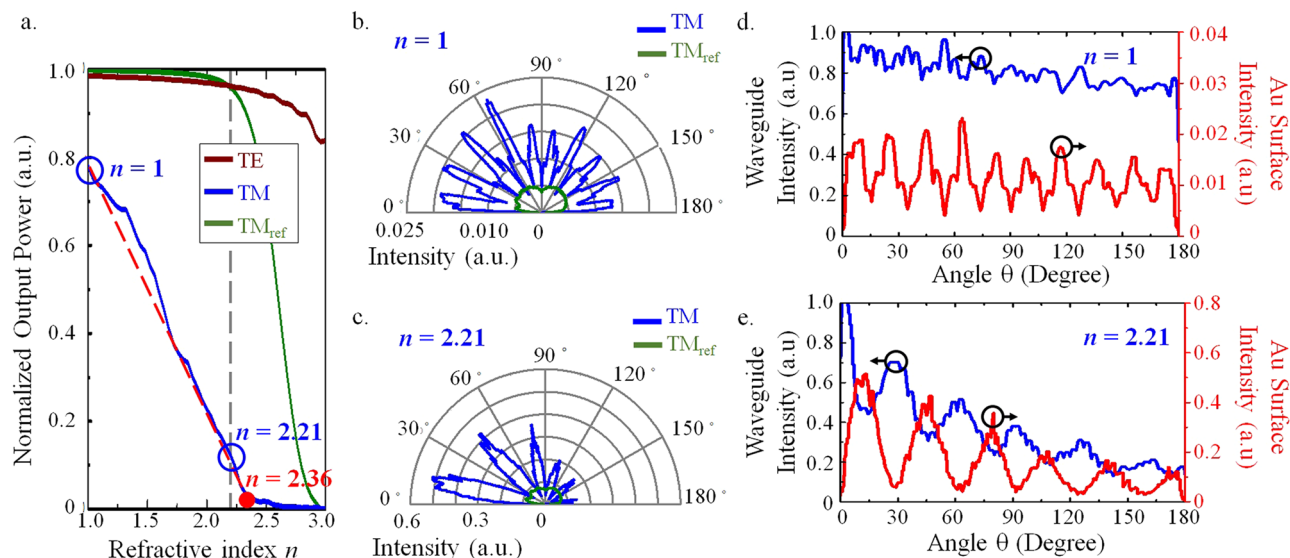 a.
Normalized Output Power (a.u.)
1.0
0.8
0.6
0.4
0.2
0
n = 1
TE
TM
TMref
n = 2.21
n = 2.36
1.0 1.5 2.0 2.5 3.0
Refractive index n
b.
n = 1
TM
TMref
0° 30° 60° 90° 120° 150° 180°
0.025 0.010 0
Intensity (a.u.)
c.
n = 2.21
TM
TMref
0° 30° 60° 90° 120° 150° 180°
0.6 0.3 0
Intensity (a.u.)
d.
Waveguide
Intensity (a.u)
1.0
0.8
0.6
0.4
0.2
0
n = 1
0.04
0.03
0.02
0.01
0
Au Surface
Intensity (a.u)
0 30 60 90 120 150 180
Angle θ (Degree)
e.
Waveguide
Intensity (a.u)
1.0
0.8
0.6
0.4
0.2
0
n = 2.21
0.8
0.6
0.4
0.2
0
Au Surface
Intensity (a.u)
0 30 60 90 120 150 180
Angle θ (Degree)